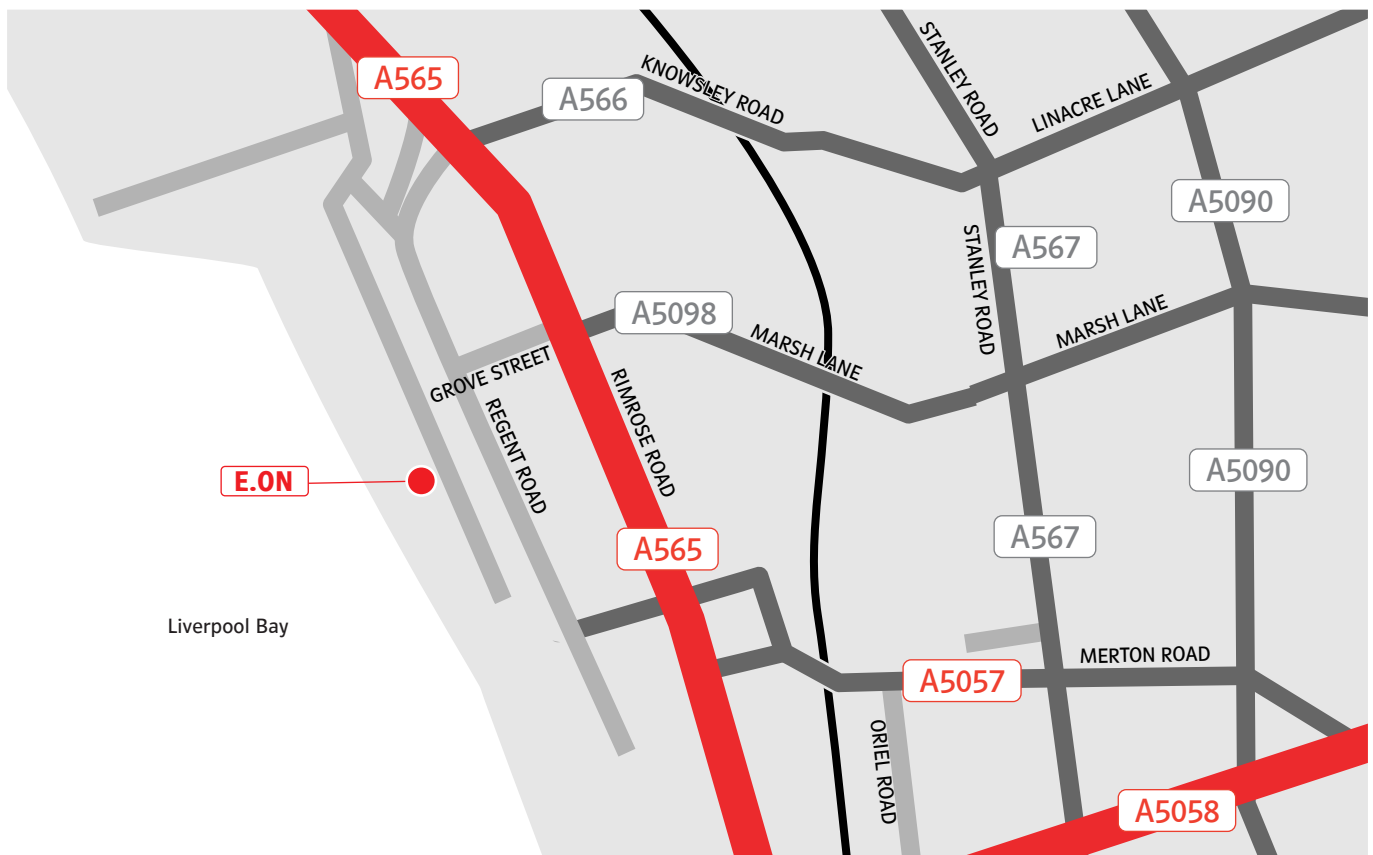 A565
A566
KNOWSLEY ROAD
STANLEY ROAD
LINACRE LANE
A5090
A567
STANLEY ROAD
A5098
MARSH LANE
MARSH LANE
GROVE STREET
REGENT ROAD
RIMROSE ROAD
E.ON
A5090
A567
A565
Liverpool Bay
MERTON ROAD
A5057
ORIEL ROAD
A5058